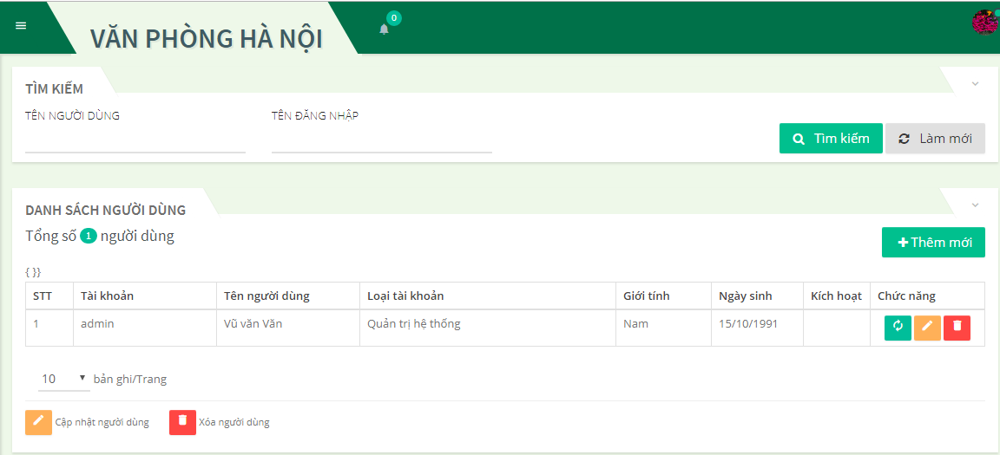 VĂN PHÒNG HÀ NỘI
0
TÌM KIẾM
TÊN NGƯỜI DÙNG TÊN ĐĂNG NHẬP
Tìm kiếm Làm mới
DANH SÁCH NGƯỜI DÙNG
Tổng số 1 người dùng
Thêm mới
{ }}
STT Tài khoản Tên người dùng Loại tài khoản Giới tính Ngày sinh Kích hoạt Chức năng
1 admin Vũ văn Văn Quản trị hệ thống Nam 15/10/1991
10 bản ghi/Trang
Cập nhật người dùng Xóa người dùng